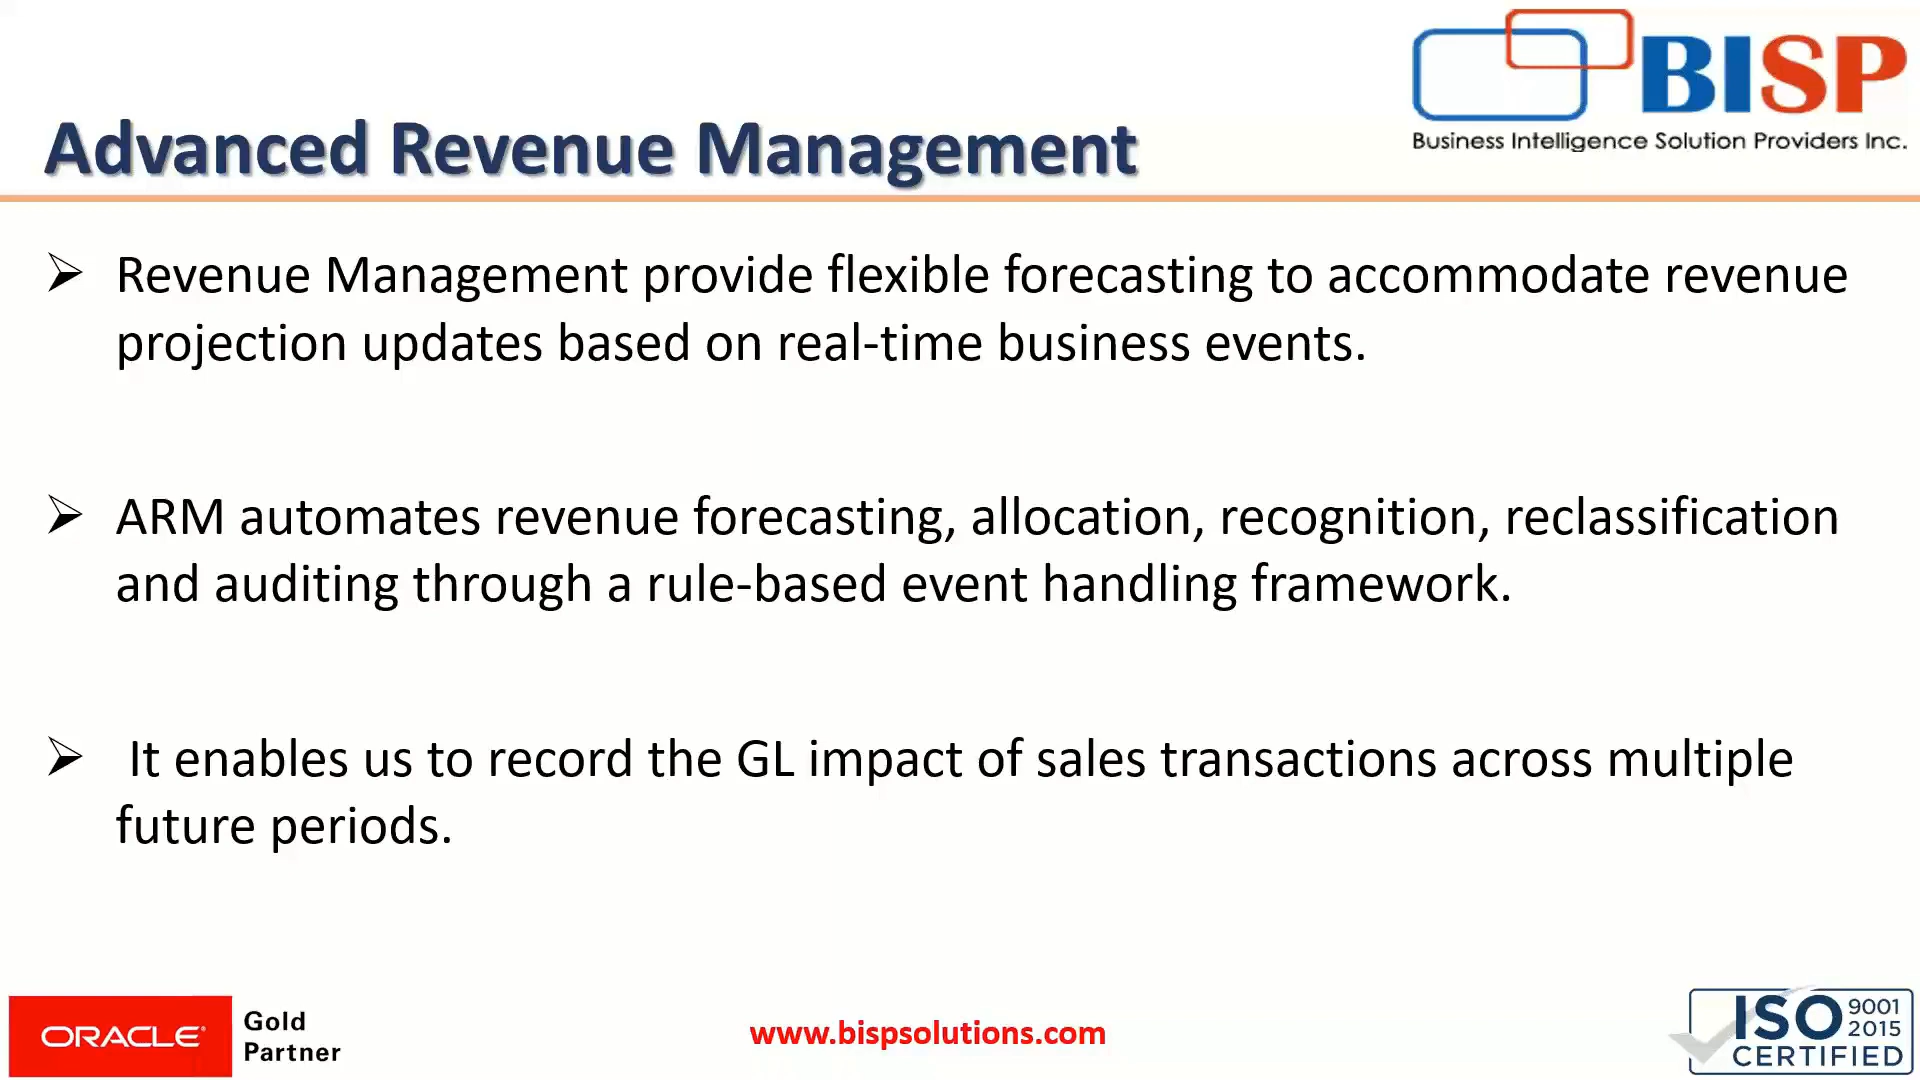 BISP
Business Intelligence Solution Providers Inc.
Advanced Revenue Management
Revenue Management provide flexible forecasting to accommodate revenue
projection updates based on real-time business events.
ARM automates revenue forecasting, allocation, recognition, reclassification
and auditing through a rule-based event handling framework.
It enables us to record the GL impact of sales transactions across multiple
future periods.
ORACLE®
Gold
Partner
www.bispsolutions.com
ISO 9001
2015
CERTIFIED